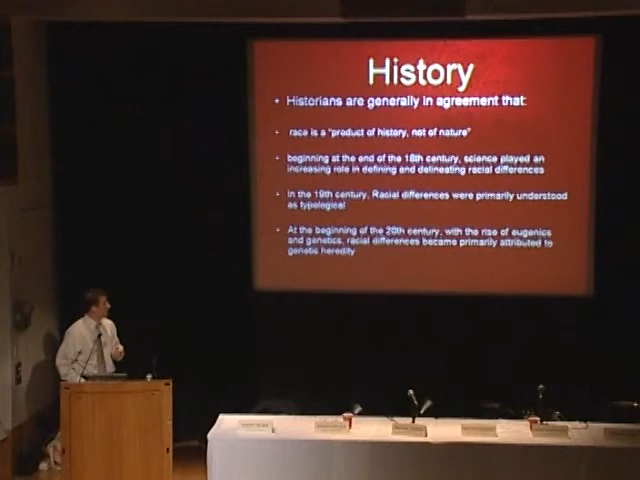 History
• Historians are generally in agreement that:
• race is a "product of history, not of nature"
• beginning at the end of the 18th century, science played an
increasing role in defining and delineating racial differences
• In the 19th century, Racial differences were primarily understood
as typological
• At the beginning of the 20th century, with the rise of eugenics
and genetics, racial differences became primarily attributed to
genetic heredity